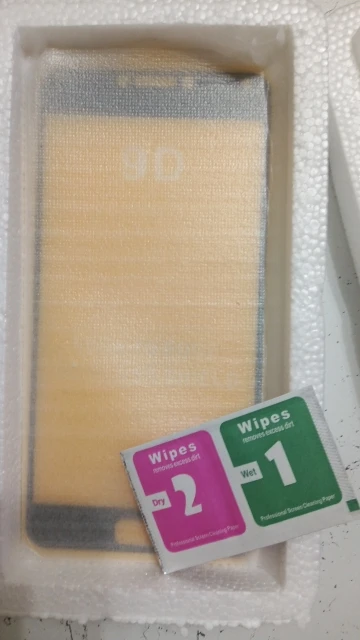 9D
Wipes
removes excess dirt
Dry
2
Professional Screen Cleaning Paper
Wipes
removes excess dirt
Wet
1
Professional Screen Cleaning Paper